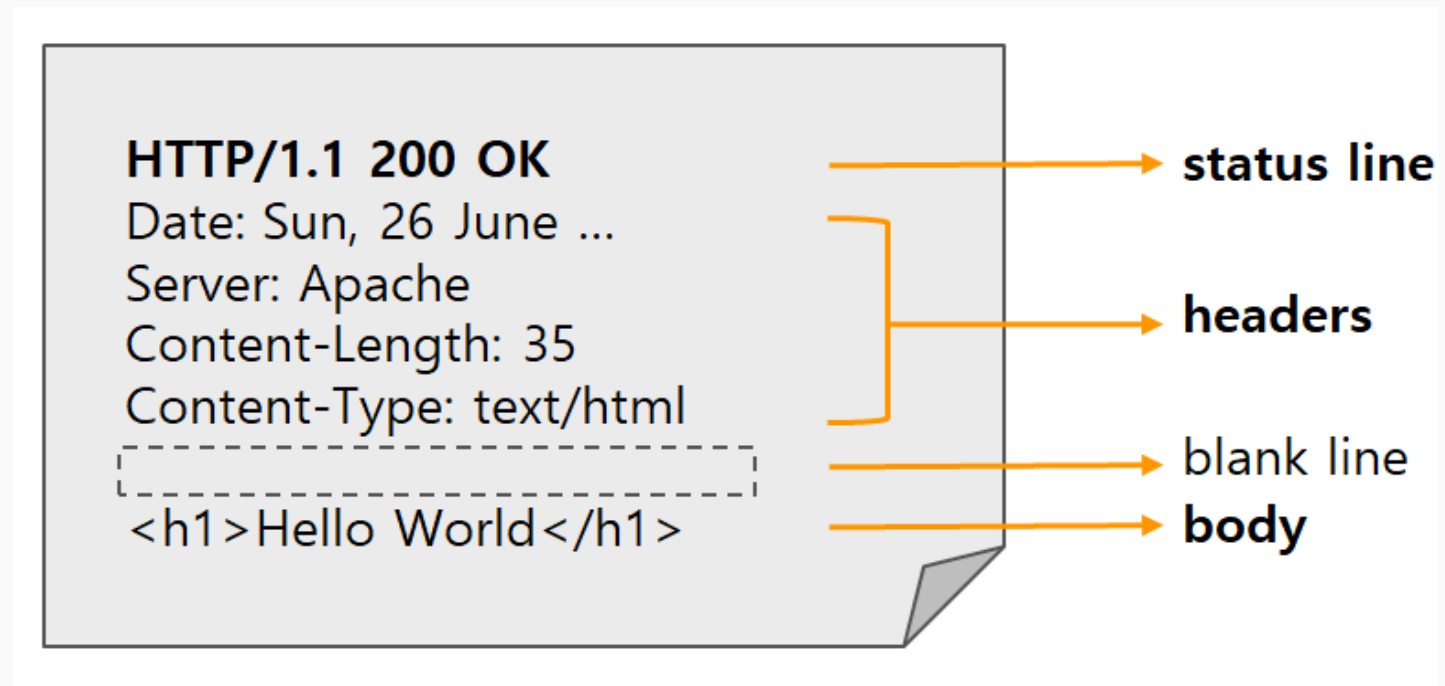 HTTP/1.1 200 OK
status line
Date: Sun, 26 June ...
Server: Apache
Content-Length: 35
Content-Type: text/html
headers
blank line
<h1>Hello World</h1>
body